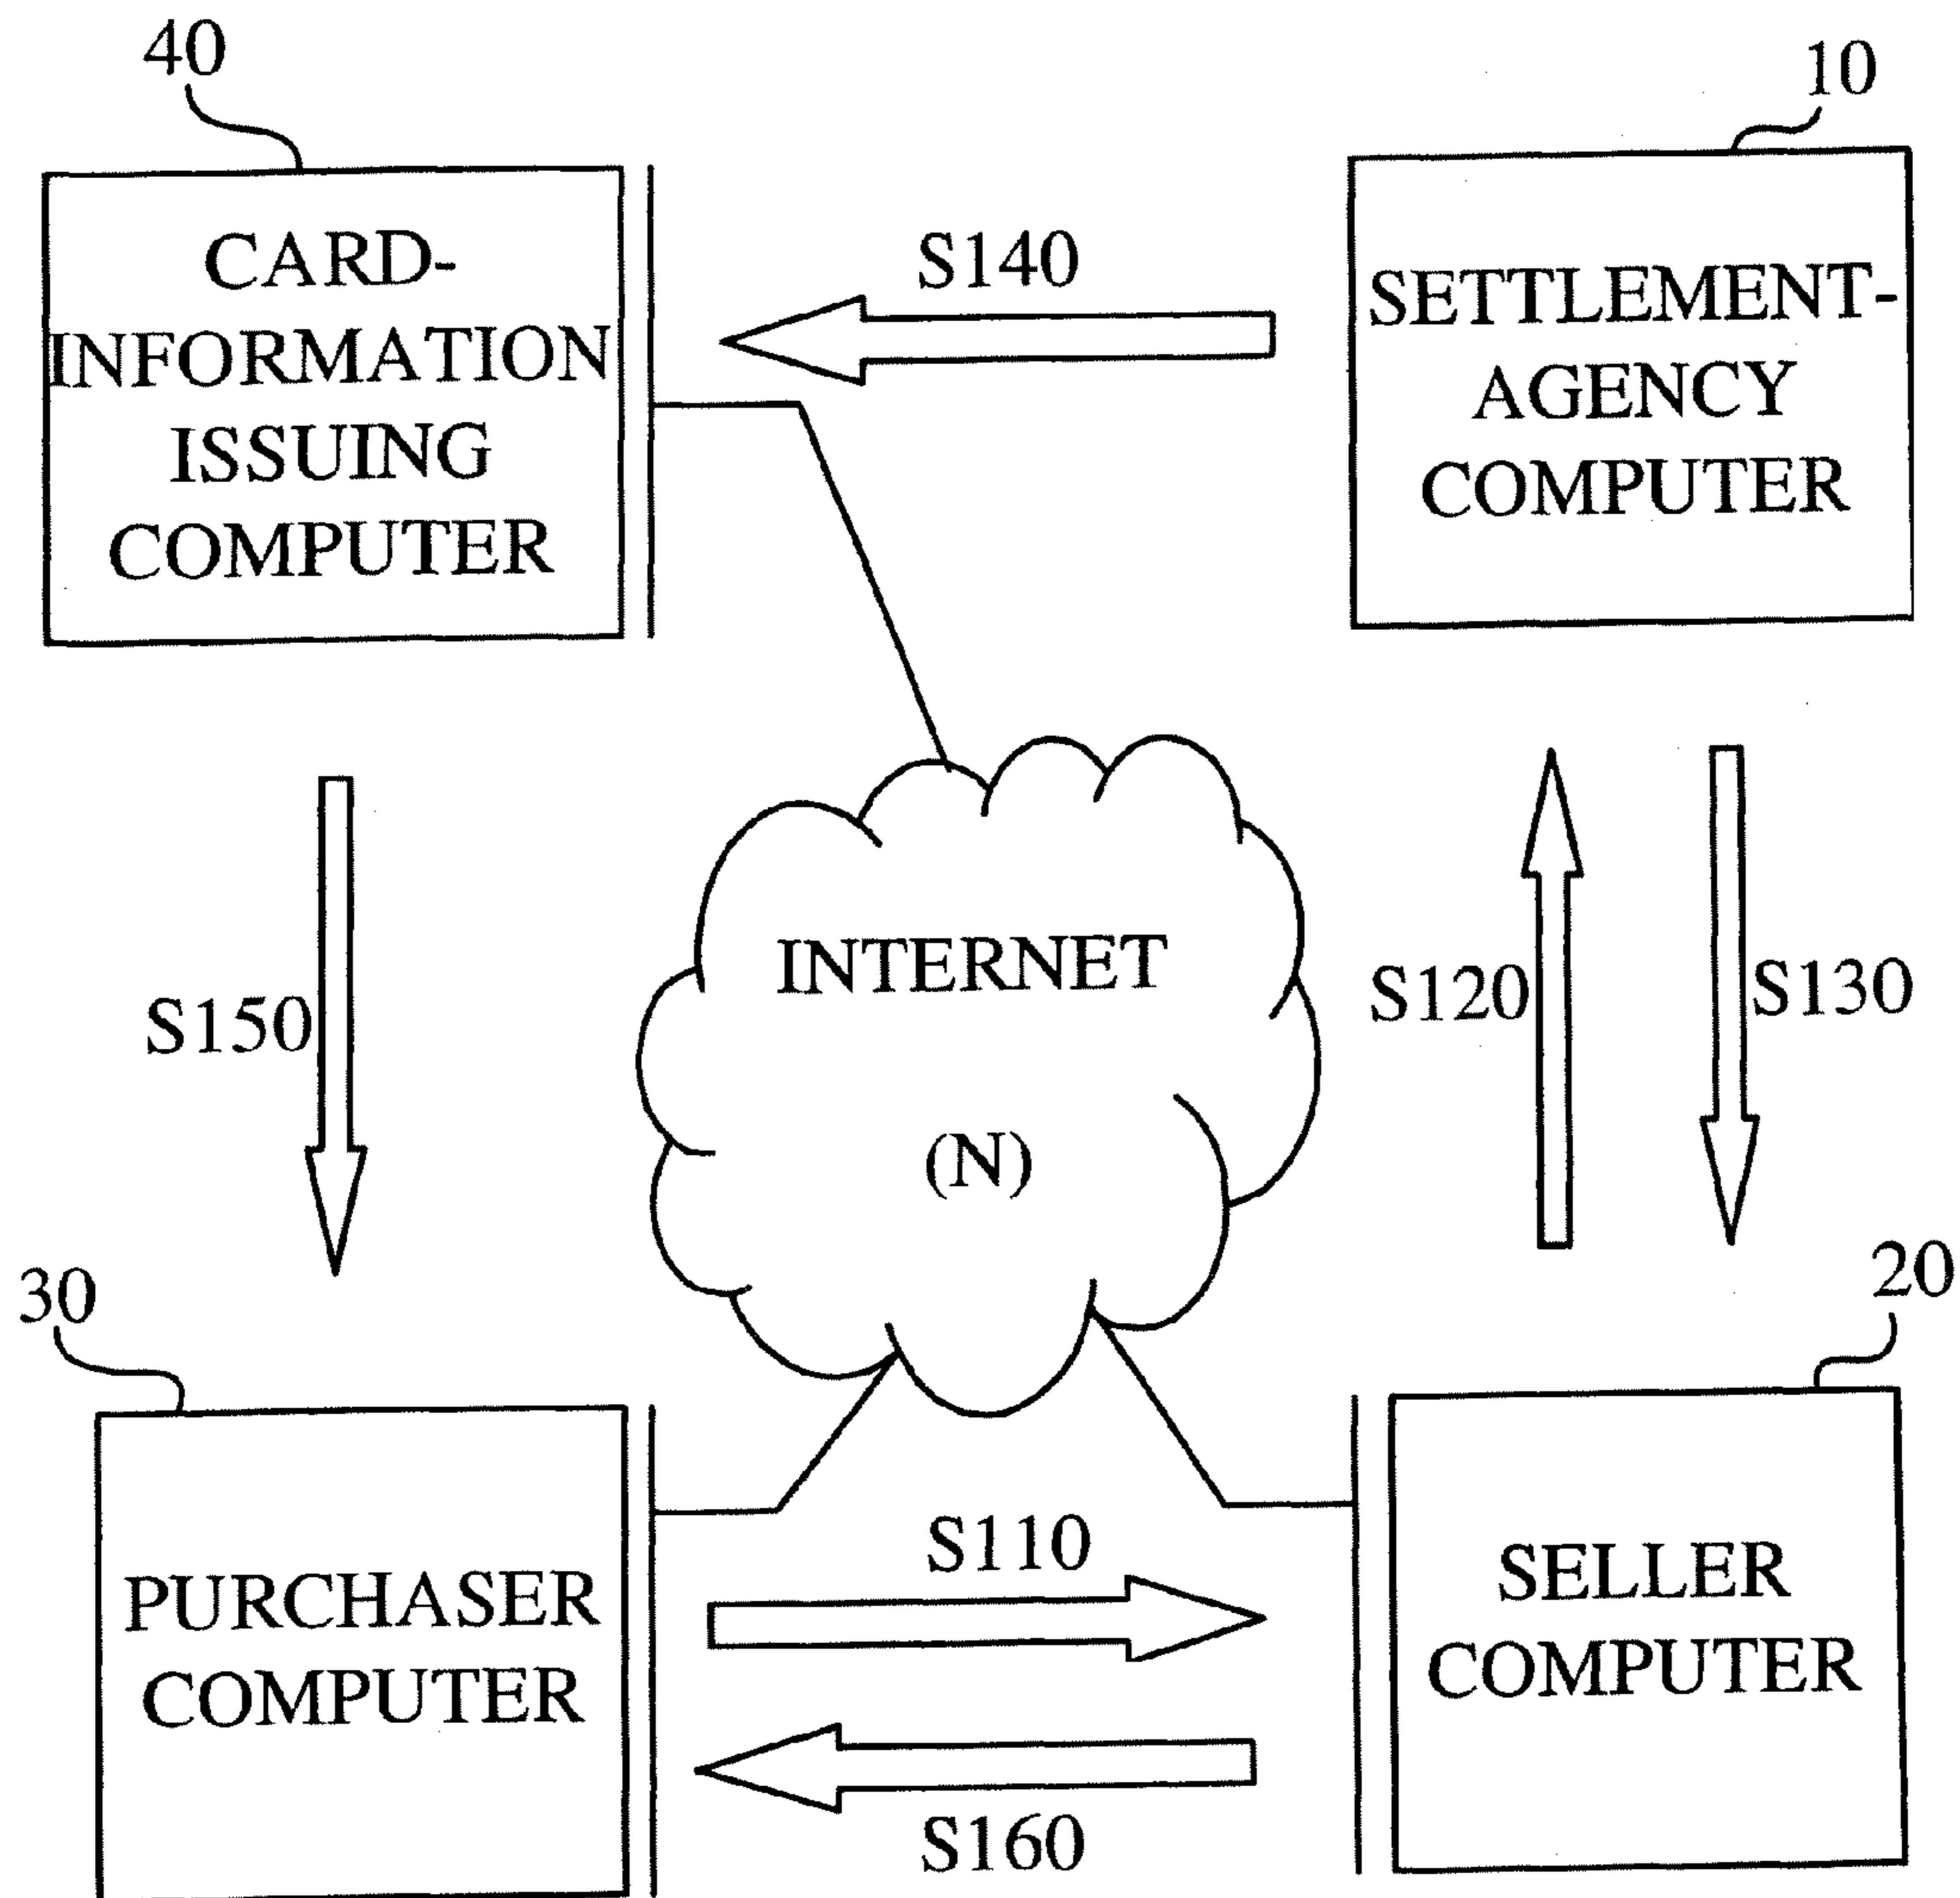 40
10
CARD-
INFORMATION
ISSUING
COMPUTER
S140
SETTLEMENT-
AGENCY
COMPUTER
INTERNET
(N)
S150
S120
S130
30
20
PURCHASER
COMPUTER
S110
S160
SELLER
COMPUTER